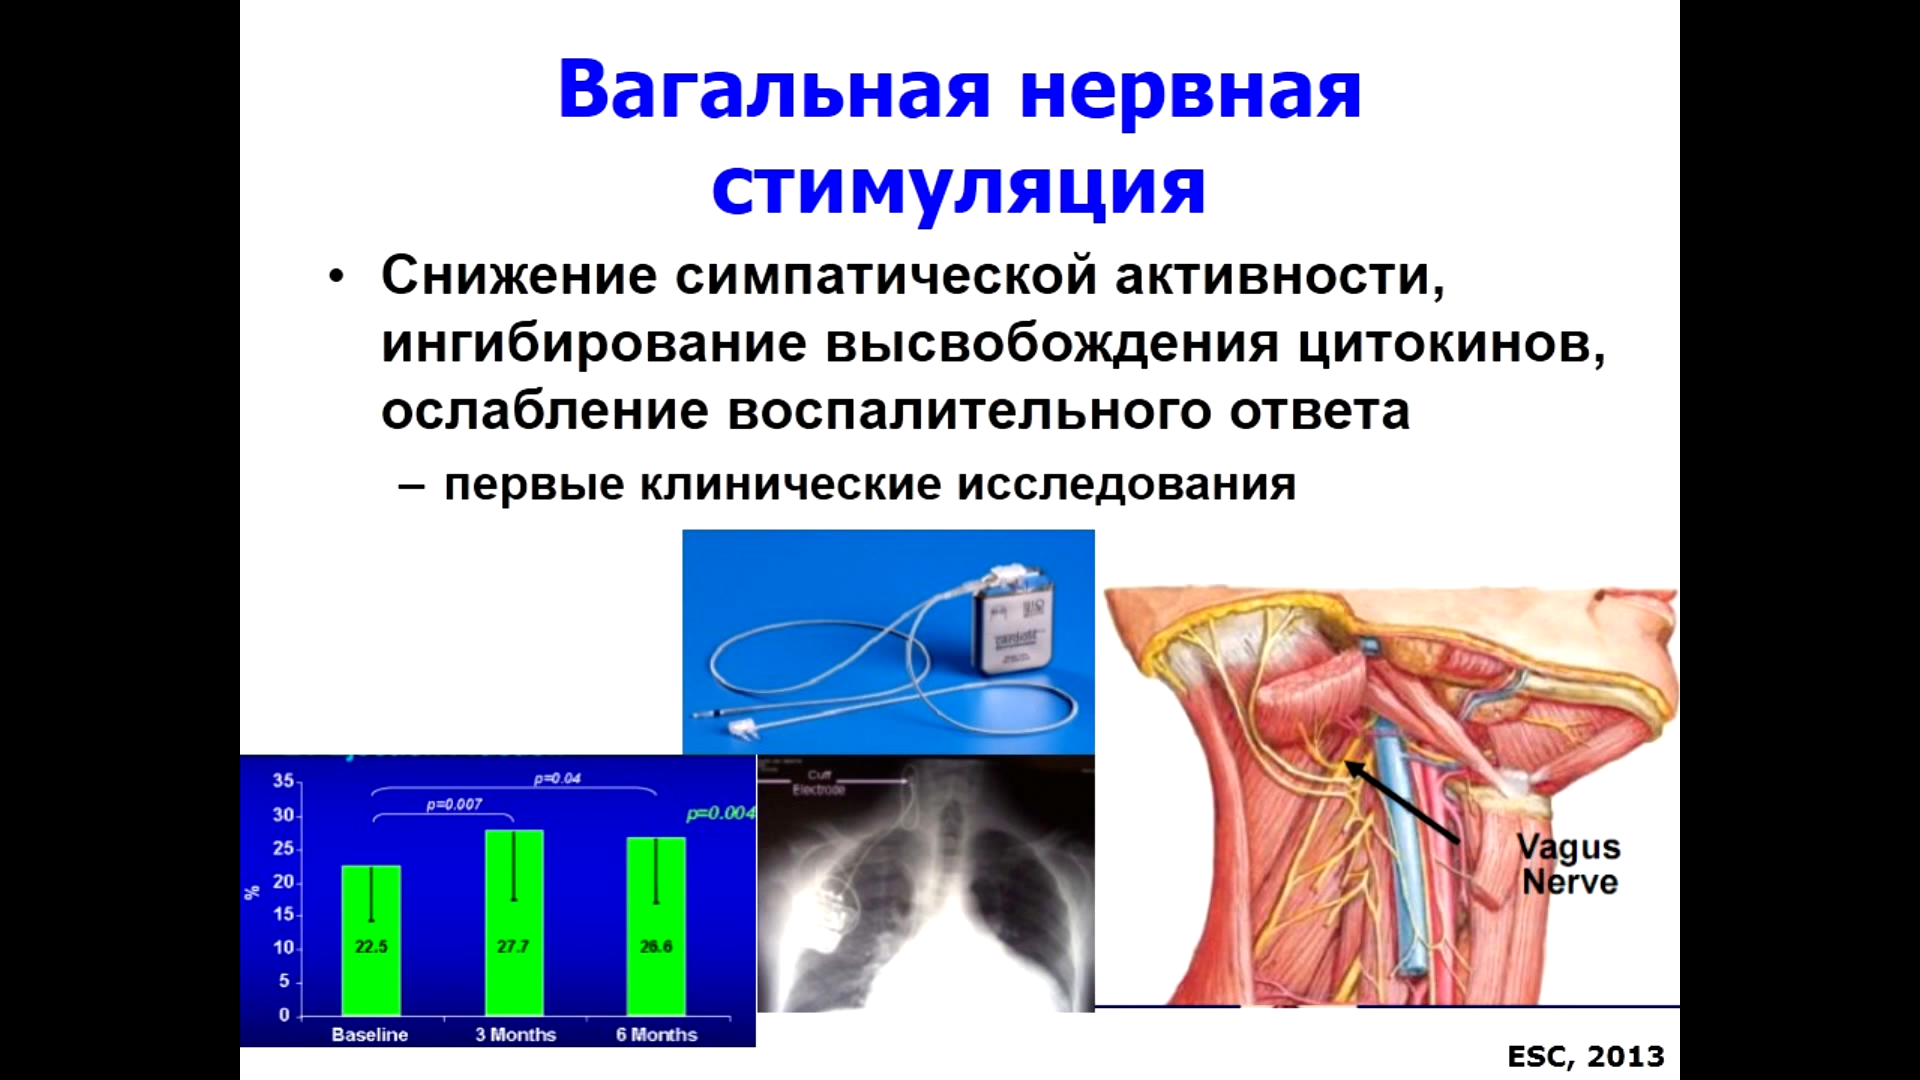 Вагальная нервная
стимуляция
• Снижение симпатической активности,
ингибирование высвобождения цитокинов,
ослабление воспалительного ответа
– первые клинические исследования
Cuff
Electrode
Vagus
Nerve
35
30
25
20
15
10
5
0
%
p=0.04
p=0.007
p=0.004
22.5
27.7
26.6
Baseline
3 Months
6 Months
ESC, 2013